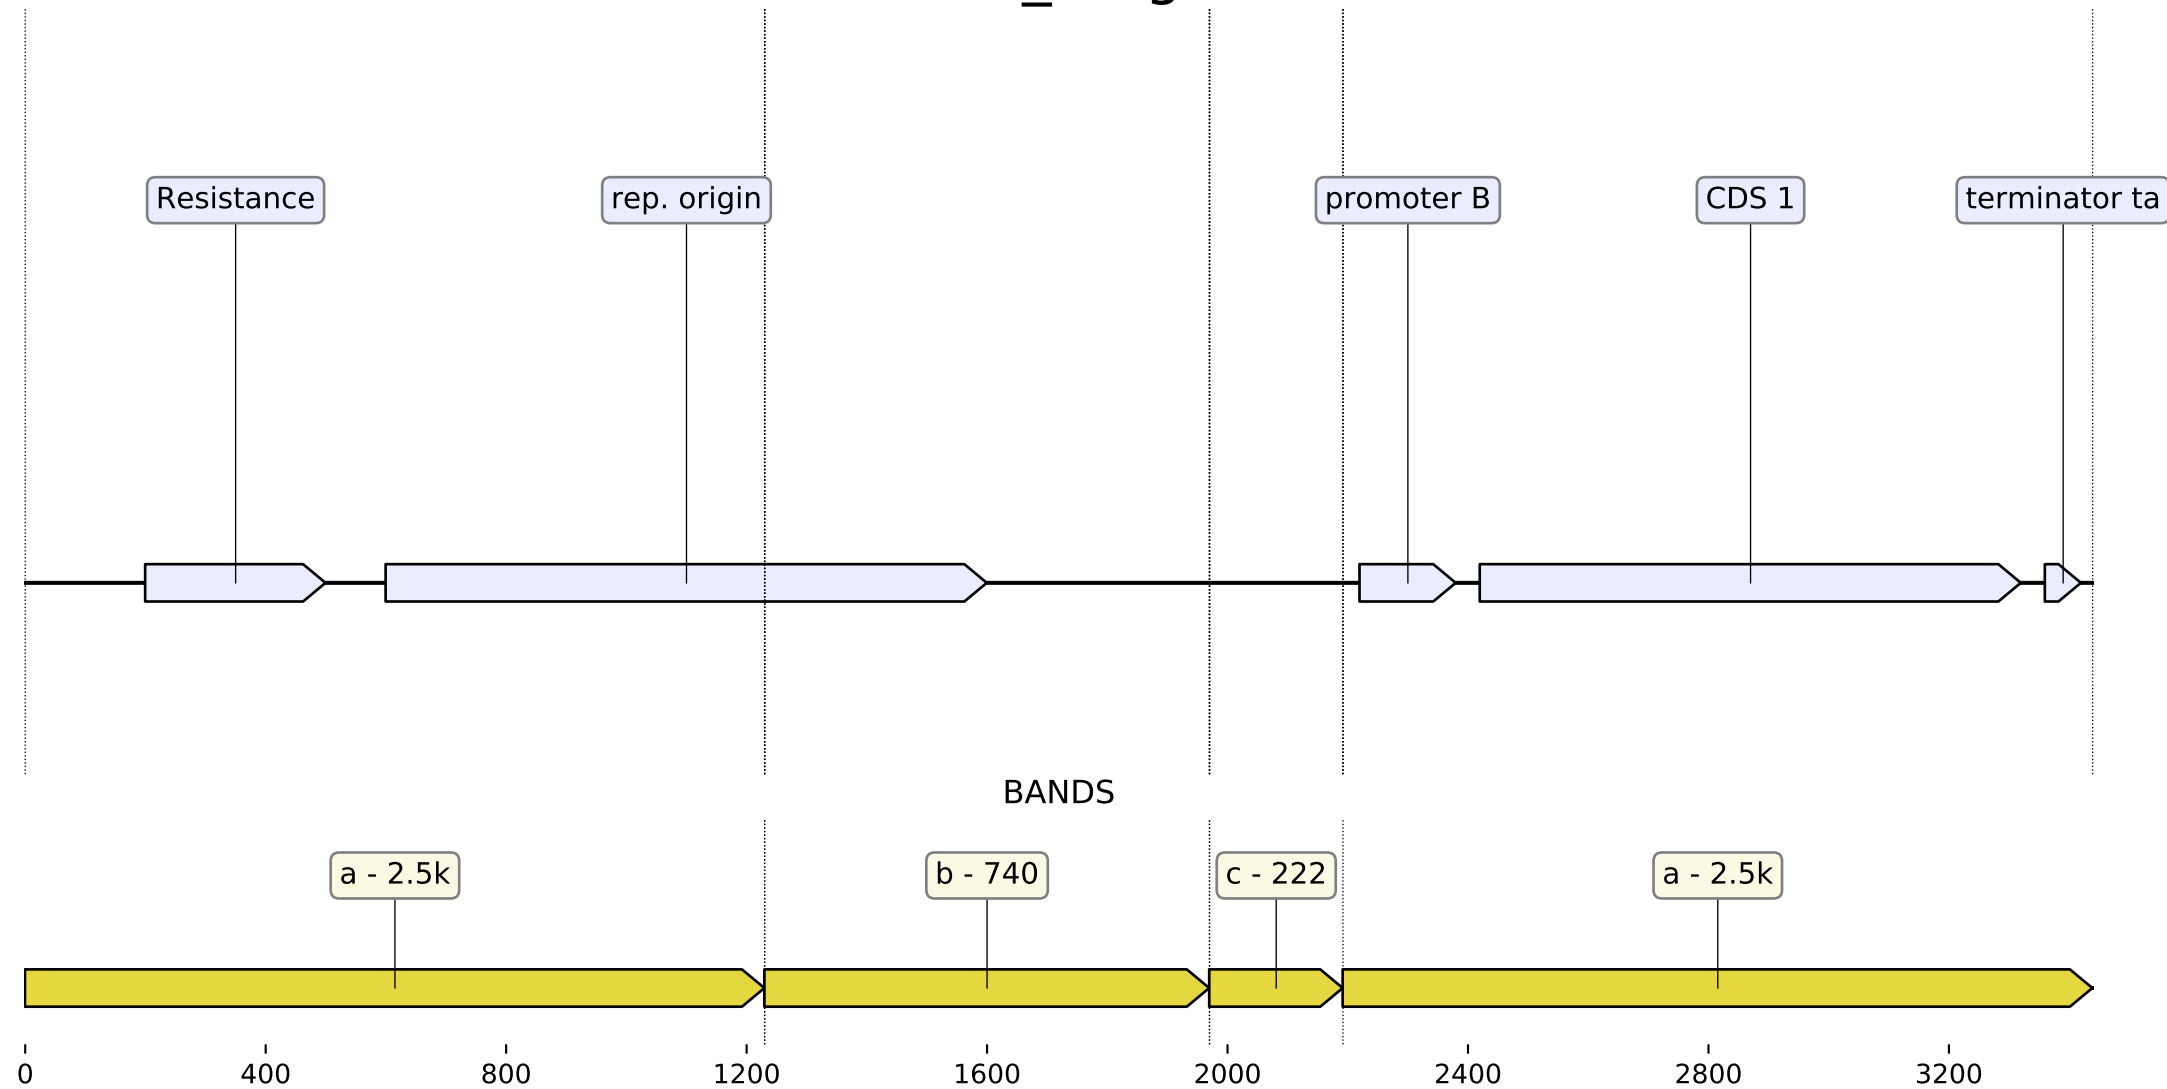 Resistance
rep. origin
promoter B
CDS 1
terminator ta
BANDS
a - 2.5k
b - 740
c - 222
a - 2.5k
0 400 800 1200 1600 2000 2400 2800 3200